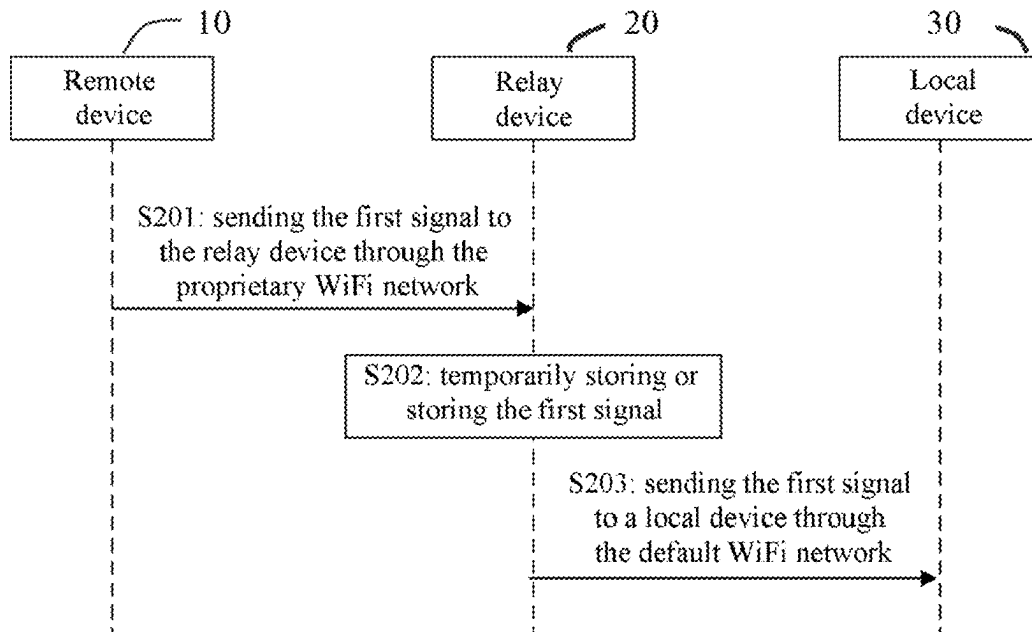 10
20
30
Remote
device
Relay
device
Local
device
S201: sending the first signal to
the relay device through the
proprietary WiFi network
S202: temporarily storing or
storing the first signal
S203: sending the first signal
to a local device through
the default WiFi network